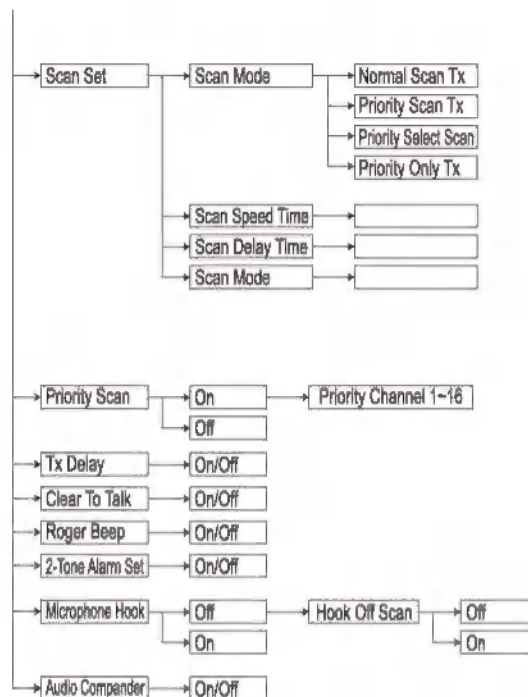 Scan Set Scan Mode Normal Scan Tx
Priority Scan Tx
Priority Select Scan
Priority Only Tx
Scan Speed Time
Scan Delay Time
Scan Mode
Priority Scan On Priority Channel 1~16
Off
Tx Delay On/Off
Clear To Talk On/Off
Roger Beep On/Off
2-Tone Alarm Set On/Off
Microphone Hook Off Hook Off Scan Off
On On
Audio Compander On/Off